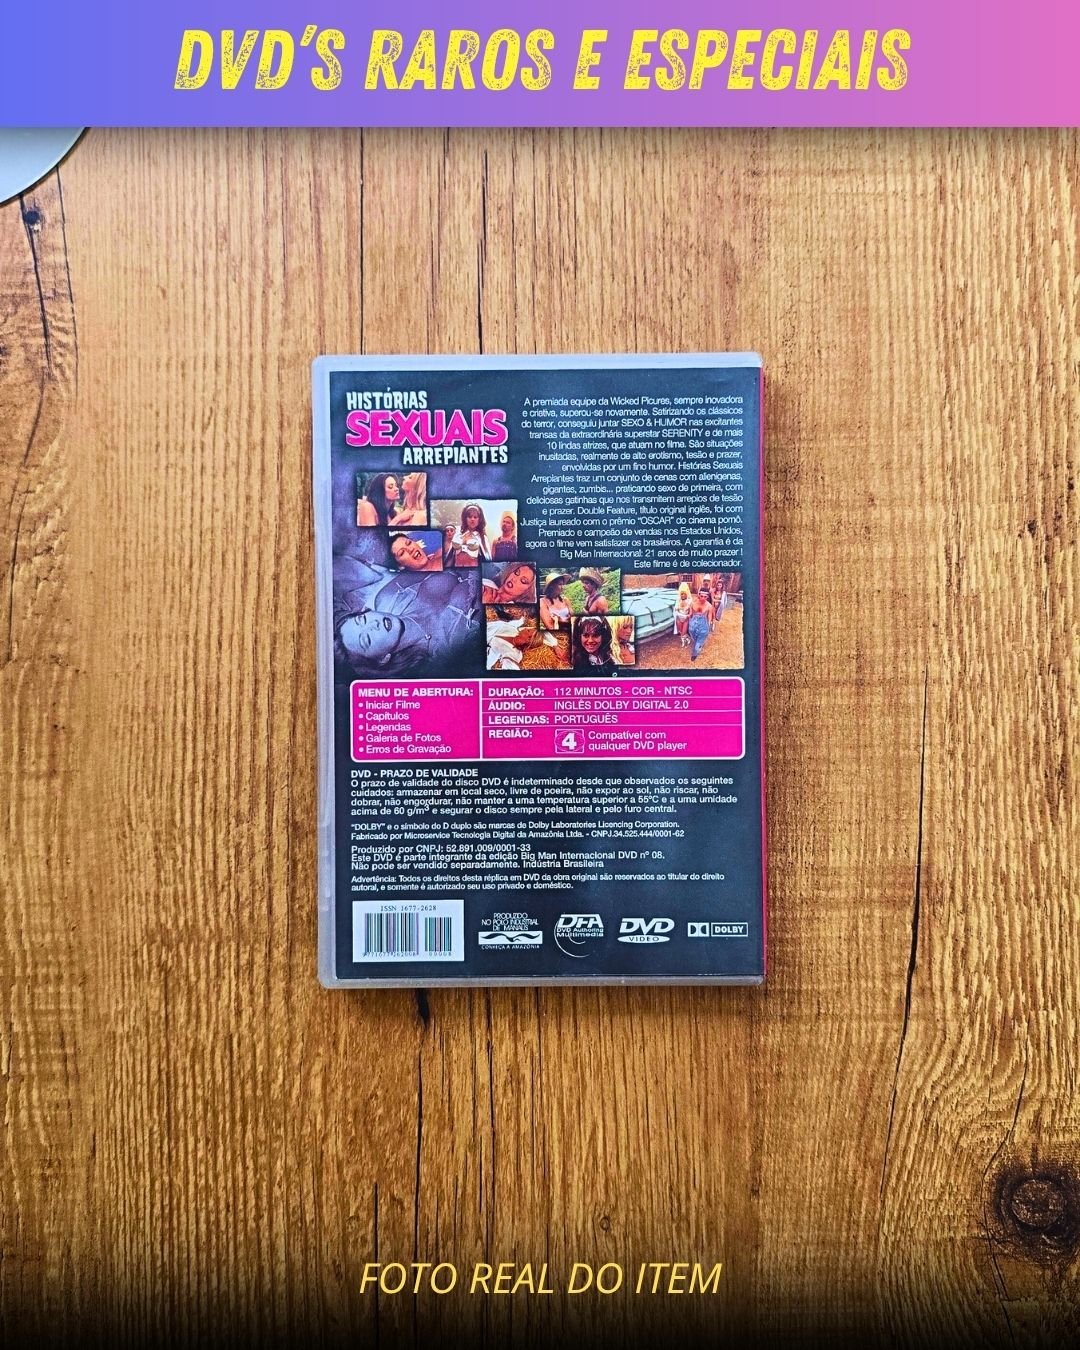 DVD'S RAROS E ESPECIAIS
HISTÓRIAS
SEXUAIS
ARREPIANTES
A premiada equipe da Wicked Picures, sempre inovadora
e criativa, superou-se novamente. Satirizando os clássicos
do terror, conseguiu juntar SEXO & HUMOR nas excitantes
transas da extraordinária superstar SERENITY e de mais
10 lindas atrizes, que atuam no filme. São situações
inusitadas, realmente de alto erotismo, tesão e prazer,
envolvidas por um fino humor. Histórias Sexuais
Arrepiantes traz um conjunto de cenas com alienígenas,
gigantes, zumbis... praticando sexo de primeira, com
deliciosas gatinhas que nos transmitem arrepios de tesão
e prazer. Double Feature, título original inglês, foi com
Justiça laureado com o prêmio "OSCAR" do cinema pornô.
Premiado e campeão de vendas nos Estados Unidos,
agora o filme vem satisfazer os brasileiros. A garantia é da
Big Man Internacional: 21 anos de muito prazer !
Este filme é de colecionador.
MENU DE ABERTURA:
• Iniciar Filme
• Capítulos
• Legendas
• Galeria de Fotos
• Erros de Gravação
DURAÇÃO: 112 MINUTOS - COR - NTSC
ÁUDIO: INGLÊS DOLBY DIGITAL 2.0
LEGENDAS: PORTUGUÊS
REGIÃO: 4 Compatível com
qualquer DVD player
DVD - PRAZO DE VALIDADE
O prazo de validade do disco DVD é indeterminado desde que observados os seguintes
cuidados: armazenar em local seco, livre de poeira, não expor ao sol, não riscar, não
dobrar, não engordurar, não manter a uma temperatura superior a 55°C e a uma umidade
acima de 60 g/m³ e segurar o disco sempre pela lateral e pelo furo central.
"DOLBY" e o símbolo do D duplo são marcas de Dolby Laboratories Licencing Corporation.
Fabricado por Microservice Tecnologia Digital da Amazônia Ltda. - CNPJ.34.525.444/0001-62
Produzido por CNPJ: 52.891.009/0001-33
Este DVD é parte integrante da edição Big Man Internacional DVD nº 08.
Não pode ser vendido separadamente. Indústria Brasileira
Advertência: Todos os direitos desta réplica em DVD da obra original são reservados ao titular do direito
autoral, e somente é autorizado seu uso privado e doméstico.
ISSN 1677-2628
9 771677 262008 00008
PRODUZIDO
NO POLO INDUSTRIAL
DE MANAUS
CONHEÇA A AMAZÔNIA
DFA
DVD Authoring
Multimedia
DVD
VIDEO
DOLBY
FOTO REAL DO ITEM